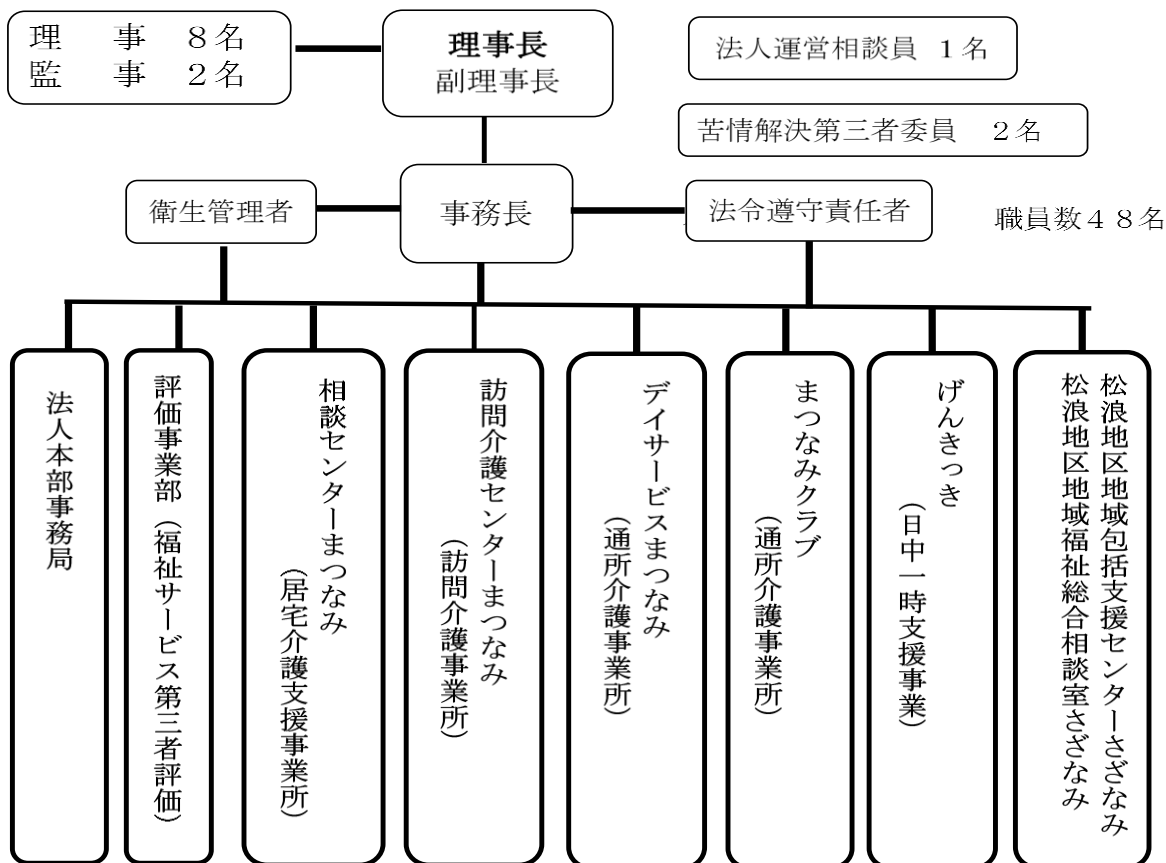 理　事　８名
監　事　２名
理事長
副理事長
法人運営相談員 １名
苦情解決第三者委員　２名
衛生管理者
事務長
法令遵守責任者
職員数４８名
法人本部事務局
評価事業部（福祉サービス第三者評価）
相談センターまつなみ
（居宅介護支援事業所）
訪問介護センターまつなみ
（訪問介護事業所）
デイサービスまつなみ
（通所介護事業所）
まつなみクラブ
（通所介護事業所）
げんきっき
（日中一時支援事業）
松浪地区地域包括支援センターさざなみ
松浪地区地域福祉総合相談室さざなみ